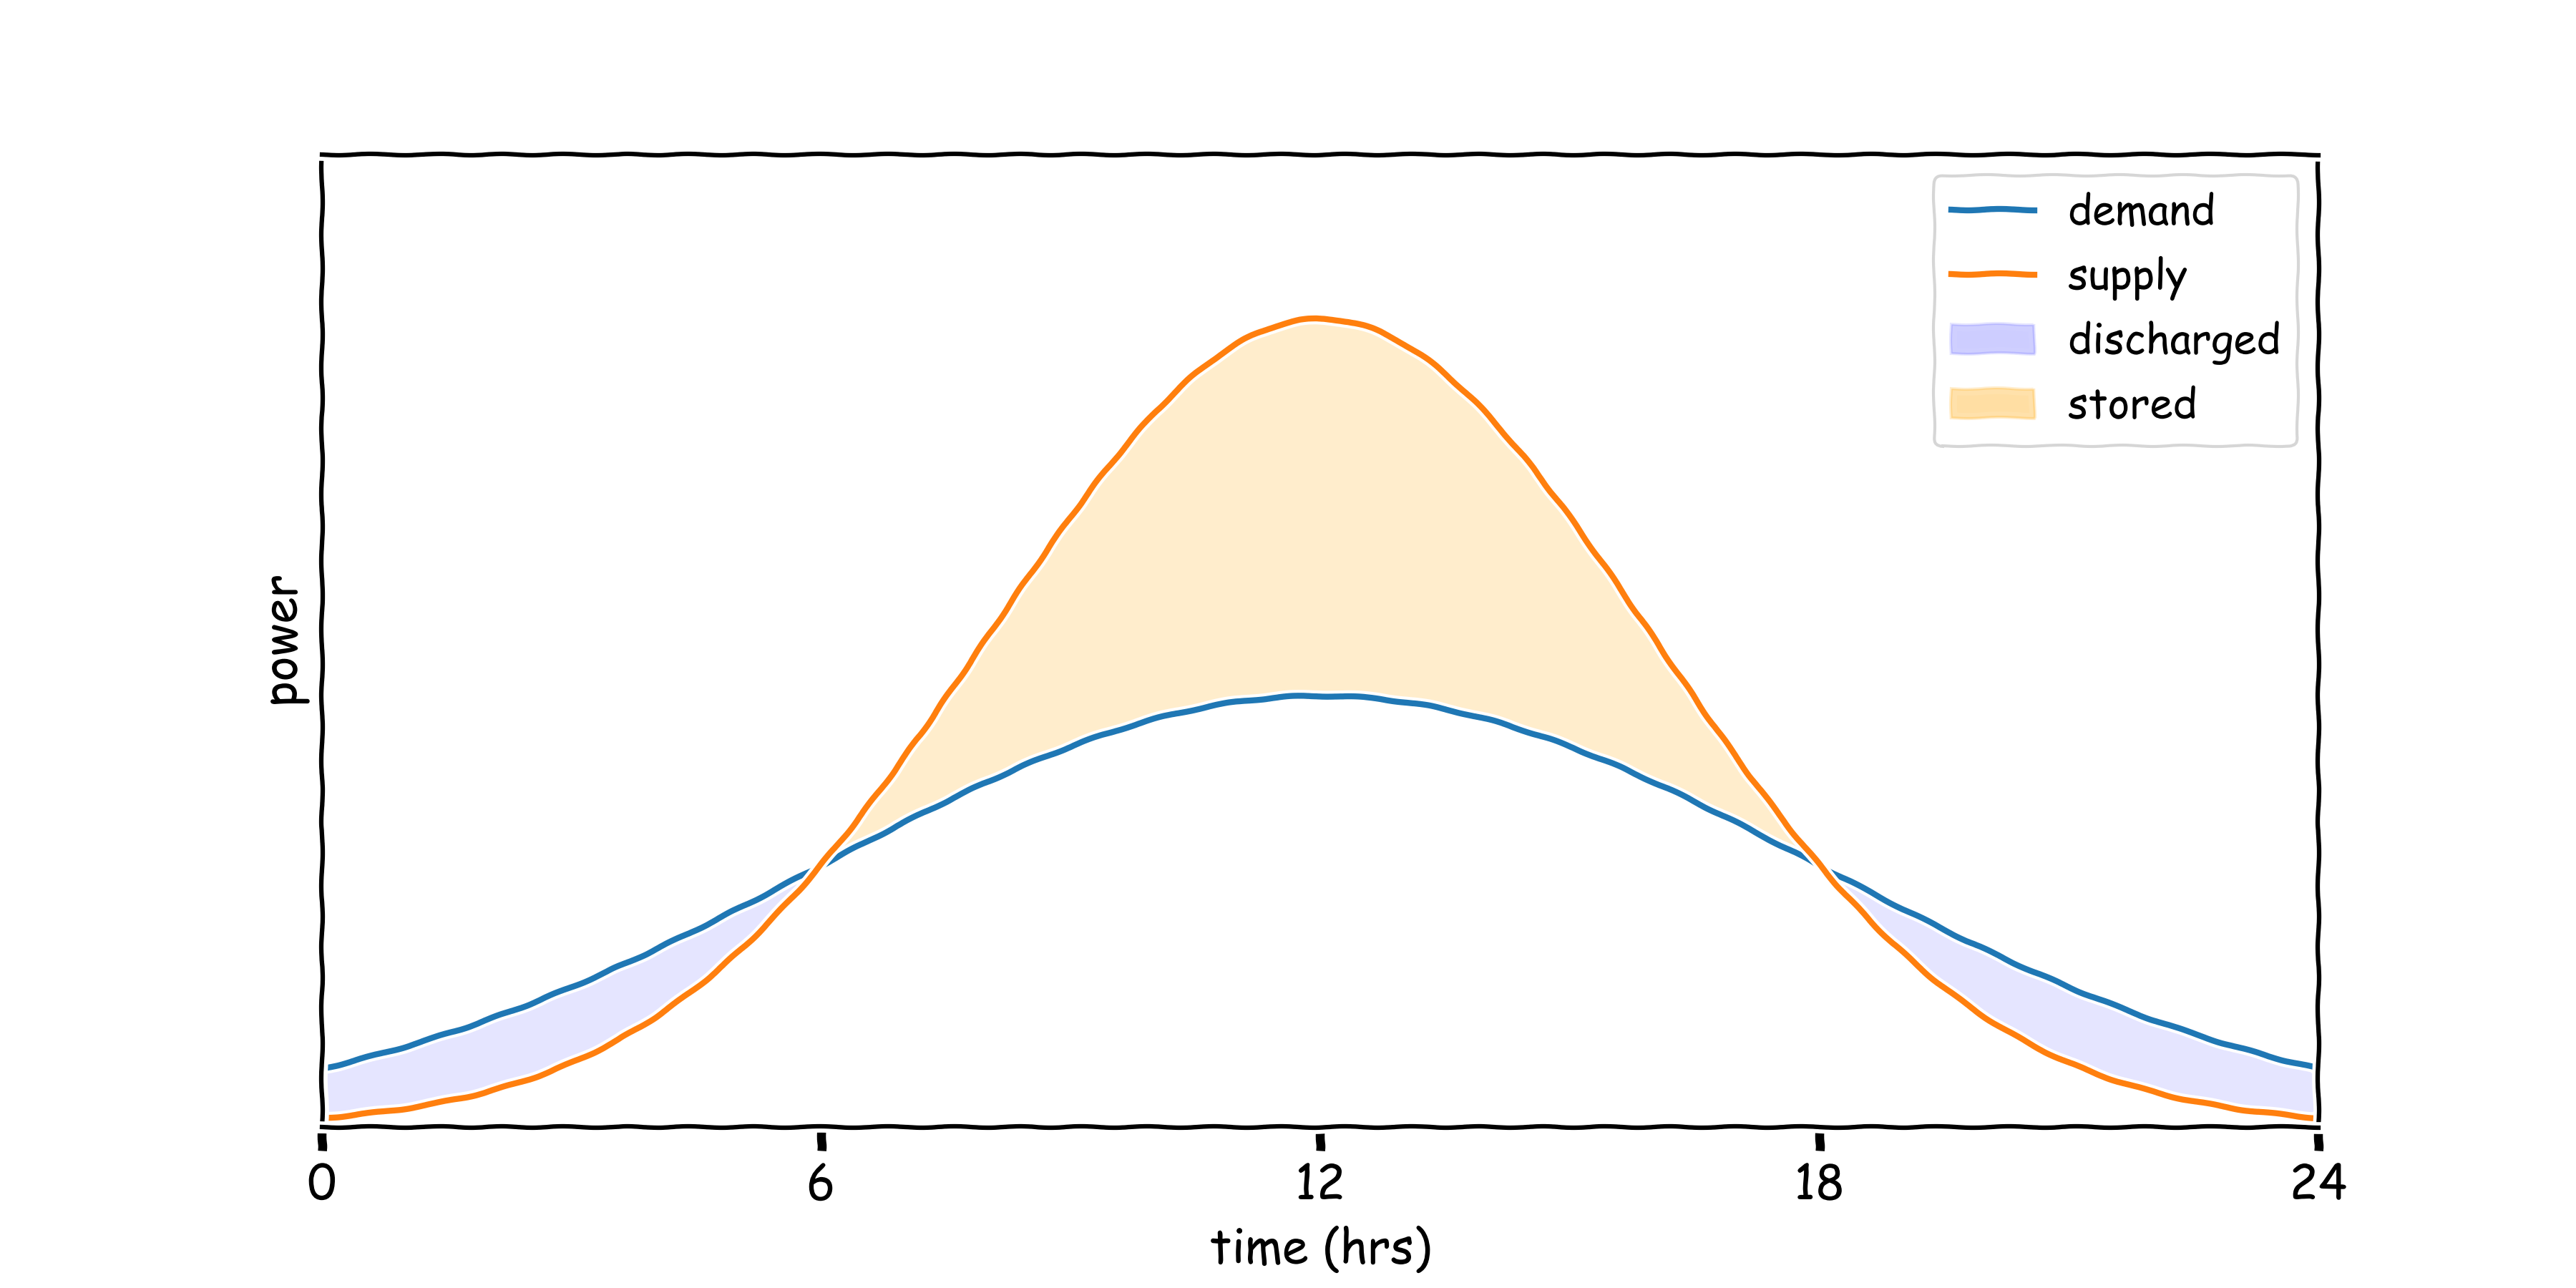 demand
supply
discharged
stored
power
0 6 12 18 24
time (hrs)